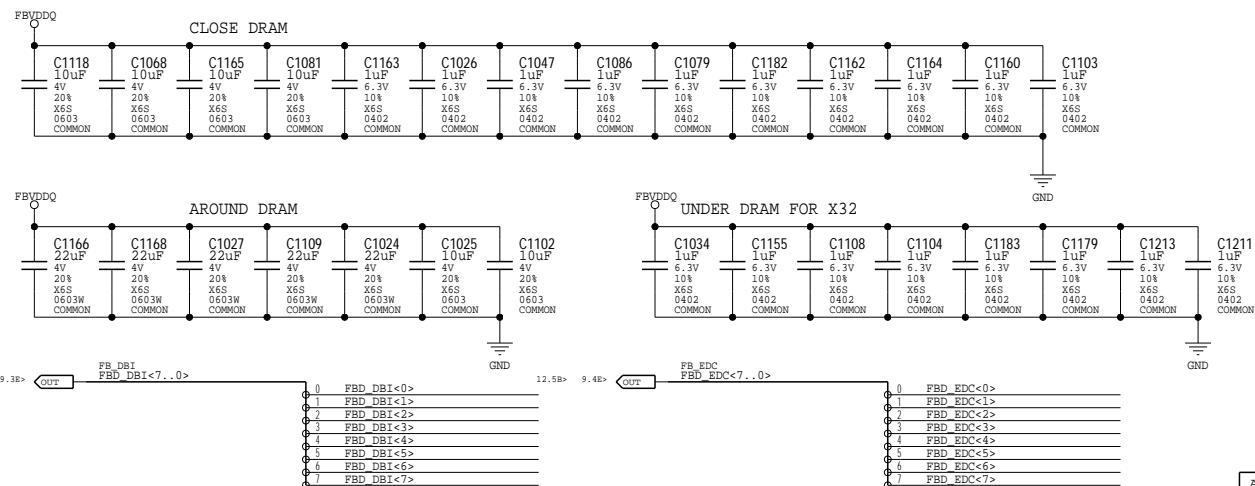 FBVDDQ
CLOSE DRAM
C1118 C1068 C1165 C1081 C1163 C1026 C1047 C1086 C1079 C1182 C1162 C1164 C1160 C1103
10uF 10uF 10uF 10uF 1uF 1uF 1uF 1uF 1uF 1uF 1uF 1uF 1uF 1uF
4V 4V 4V 4V 6.3V 6.3V 6.3V 6.3V 6.3V 6.3V 6.3V 6.3V 6.3V 6.3V
20% 20% 20% 20% 10% 10% 10% 10% 10% 10% 10% 10% 10% 10%
X6S X6S X6S X6S X6S X6S X6S X6S X6S X6S X6S X6S X6S X6S
0603 0603 0603 0603 0402 0402 0402 0402 0402 0402 0402 0402 0402 0402
COMMON COMMON COMMON COMMON COMMON COMMON COMMON COMMON COMMON COMMON COMMON COMMON COMMON COMMON
GND
FBVDDQ
AROUND DRAM
C1166 C1168 C1027 C1109 C1024 C1025 C1102
22uF 22uF 22uF 22uF 22uF 10uF 10uF
4V 4V 4V 4V 4V 4V 4V
20% 20% 20% 20% 20% 20% 20%
X6S X6S X6S X6S X6S X6S X6S
0603W 0603W 0603W 0603W 0603W 0603 0603
COMMON COMMON COMMON COMMON COMMON COMMON COMMON
GND
FBVDDQ
UNDER DRAM FOR X32
C1034 C1155 C1108 C1104 C1183 C1179 C1213 C1211
1uF 1uF 1uF 1uF 1uF 1uF 1uF 1uF
6.3V 6.3V 6.3V 6.3V 6.3V 6.3V 6.3V 6.3V
10% 10% 10% 10% 10% 10% 10% 10%
X6S X6S X6S X6S X6S X6S X6S X6S
0402 0402 0402 0402 0402 0402 0402 0402
COMMON COMMON COMMON COMMON COMMON COMMON COMMON COMMON
GND
9.3E> OUT
FB_DBI
FBD_DBI<7..0>
0 FBD_DBI<0>
1 FBD_DBI<1>
2 FBD_DBI<2>
3 FBD_DBI<3>
4 FBD_DBI<4>
5 FBD_DBI<5>
6 FBD_DBI<6>
7 FBD_DBI<7>
12.5B> 9.4E> OUT
FB_EDC
FBD_EDC<7..0>
0 FBD_EDC<0>
1 FBD_EDC<1>
2 FBD_EDC<2>
3 FBD_EDC<3>
4 FBD_EDC<4>
5 FBD_EDC<5>
6 FBD_EDC<6>
7 FBD_EDC<7>